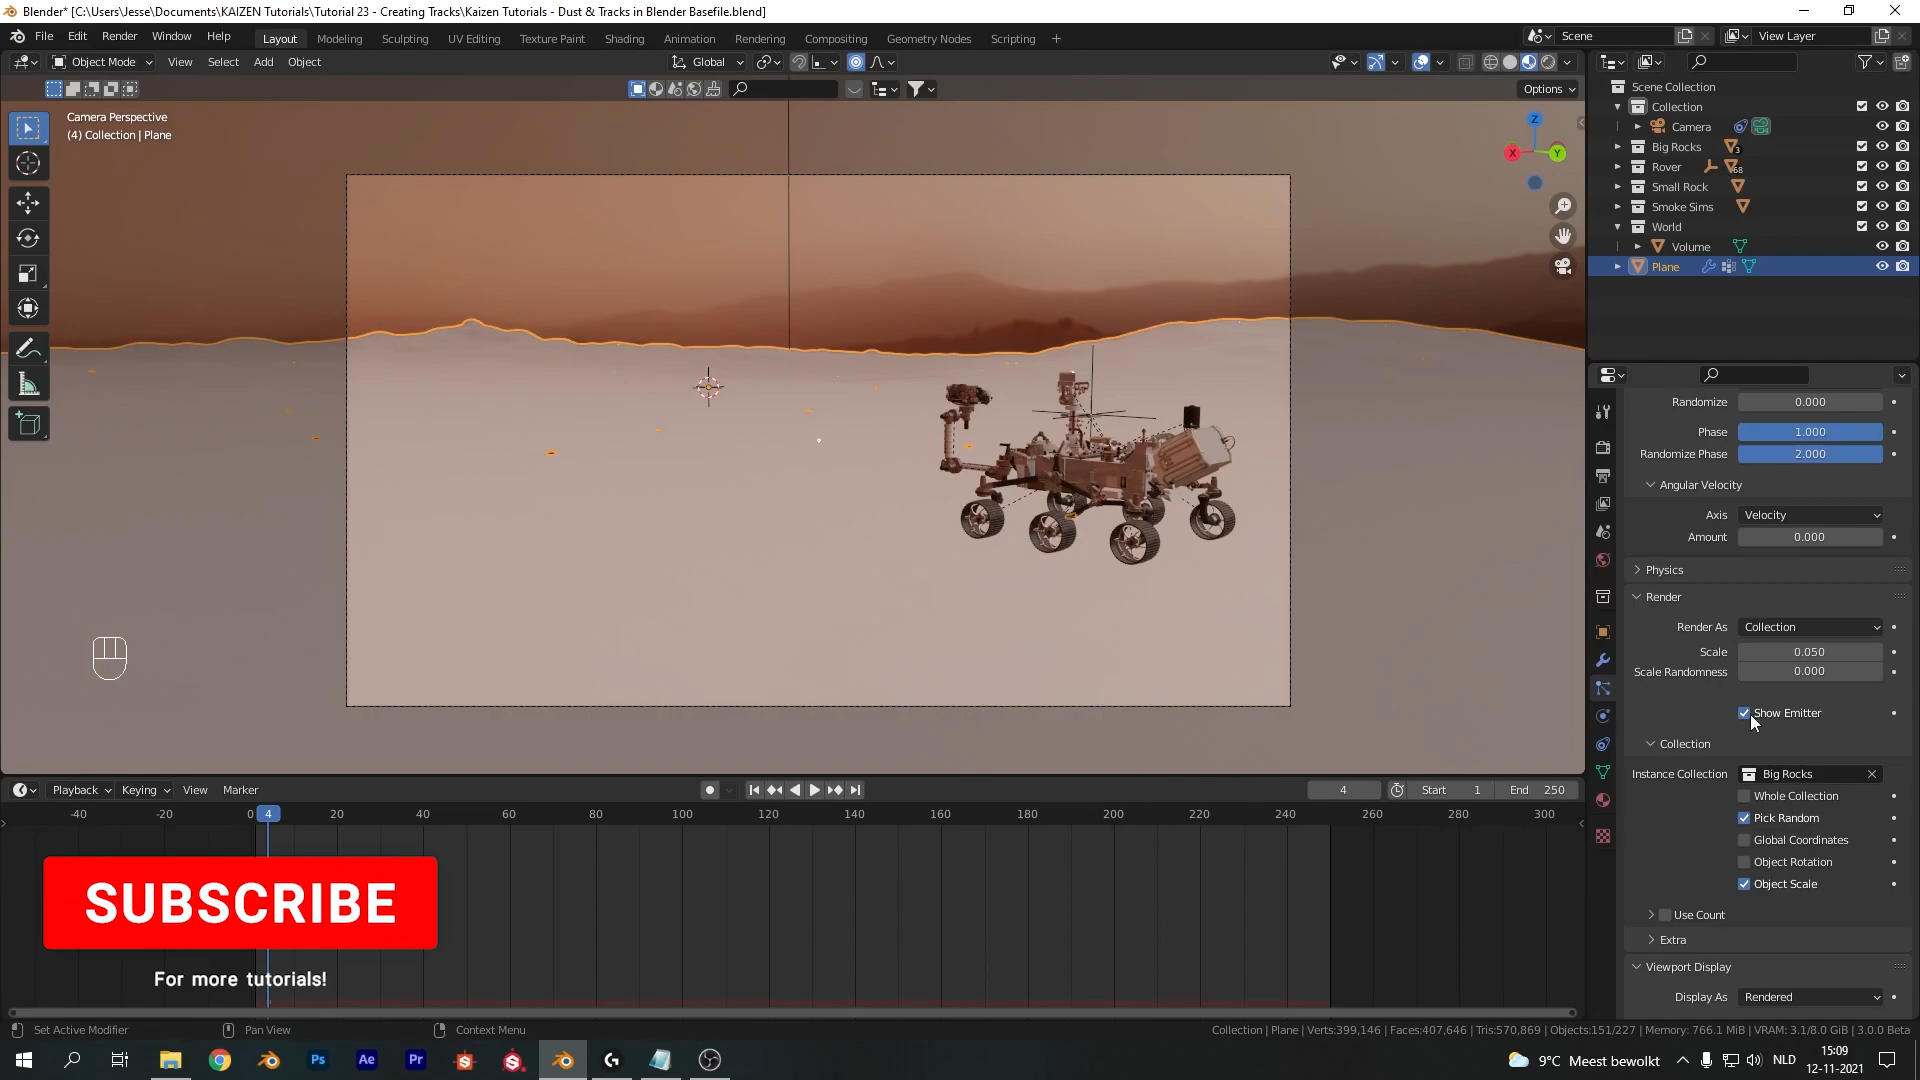 Blender* [C:\Users\Jesse\Documents\KAIZEN Tutorials\Tutorial 23 - Creating Tracks\Kaizen Tutorials - Dust & Tracks in Blender Basefile.blend]
File Edit Render Window Help
Layout Modeling Sculpting UV Editing Texture Paint Shading Animation Rendering Compositing Geometry Nodes Scripting +
Scene
View Layer
Object Mode View Select Add Object
Global
Options
Camera Perspective
(4) Collection | Plane
Z
X
Y
Scene Collection
Collection
Camera
Big Rocks 3
Rover 68
Small Rock
Smoke Sims
World
Volume
Plane
Randomize 0.000
Phase 1.000
Randomize Phase 2.000
Angular Velocity
Axis Velocity
Amount 0.000
Physics
Render
Render As Collection
Scale 0.050
Scale Randomness 0.000
Show Emitter
Collection
Instance Collection Big Rocks
Whole Collection
Pick Random
Global Coordinates
Object Rotation
Object Scale
Use Count
Extra
Viewport Display
Display As Rendered
Playback Keying View Marker
4 Start 1 End 250
-40 -20 0 4 20 40 60 80 100 120 140 160 180 200 220 240 260 280 300
SUBSCRIBE
For more tutorials!
Set Active Modifier Pan View Context Menu
Collection | Plane | Verts:399,146 | Faces:407,646 | Tris:570,869 | Objects:151/227 | Memory: 766.1 MiB | VRAM: 3.1/8.0 GiB | 3.0.0 Beta
Ps Ae Pr
9°C Meest bewolkt
NLD
15:09
12-11-2021